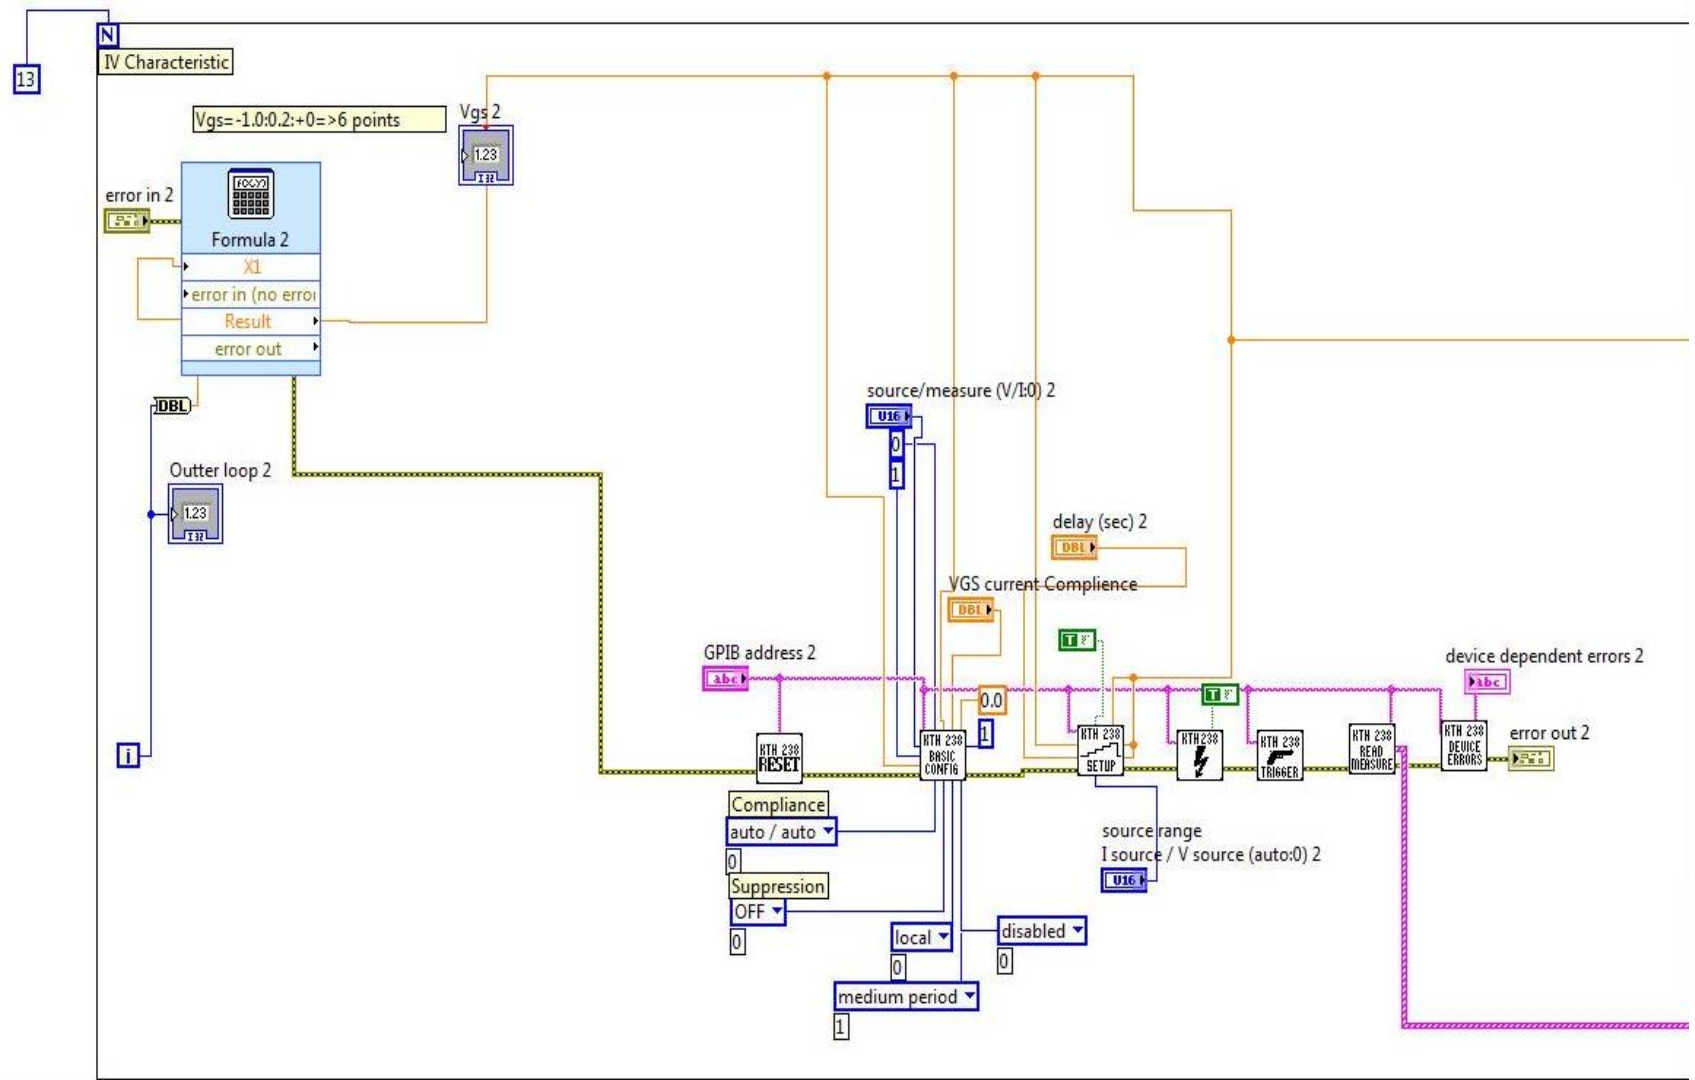 N
IV Characteristic
13
Vgs=-1.0:0.2:+0=>6 points
Vgs 2
1.23
I32
error in 2
Formula 2
X1
error in (no error
Result
error out
DBL
Outter loop 2
1.23
I32
i
source/measure (V/I:0) 2
U16
0
1
delay (sec) 2
DBL
VGS current Complience
DBL
T
GPIB address 2
abc
0.0
1
T
device dependent errors 2
abc
KTH 238
RESET
KTH 238
BASIC
CONFIG
KTH 238
SETUP
KTH 238
KTH 238
TRIGGER
KTH 238
READ
MEASURE
KTH 238
DEVICE
ERRORS
error out 2
Compliance
auto / auto
0
Suppression
OFF
0
source range
I source / V source (auto:0) 2
U16
local
0
disabled
0
medium period
1